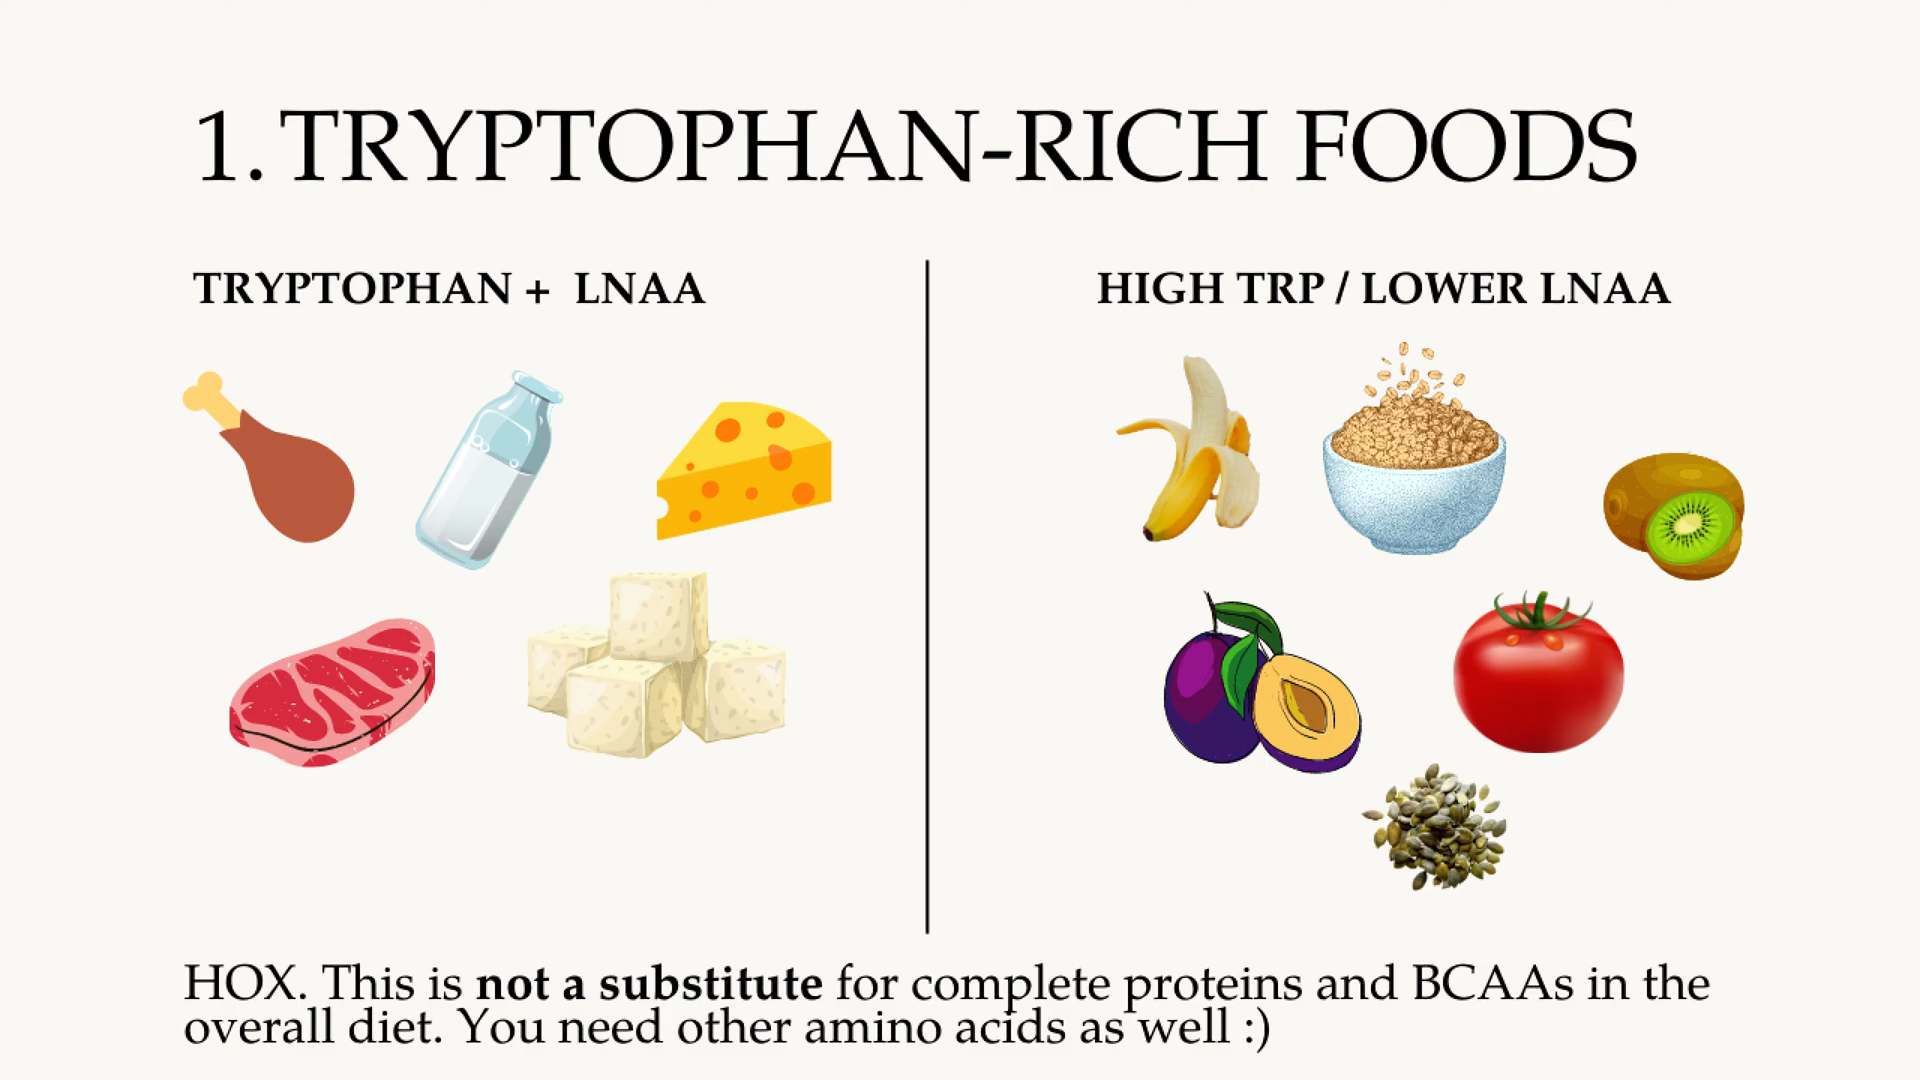 1. TRYPTOPHAN-RICH FOODS
TRYPTOPHAN + LNAA
HIGH TRP / LOWER LNAA
HOX. This is not a substitute for complete proteins and BCAAs in the
overall diet. You need other amino acids as well :)